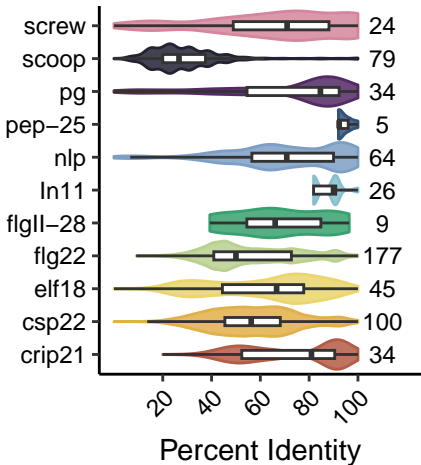 screw 24
scoop 79
pg 34
pep-25 5
nlp 64
In11 26
flgII-28 9
flg22 177
elf18 45
csp22 100
crip21 34
20 40 60 80 100
Percent Identity